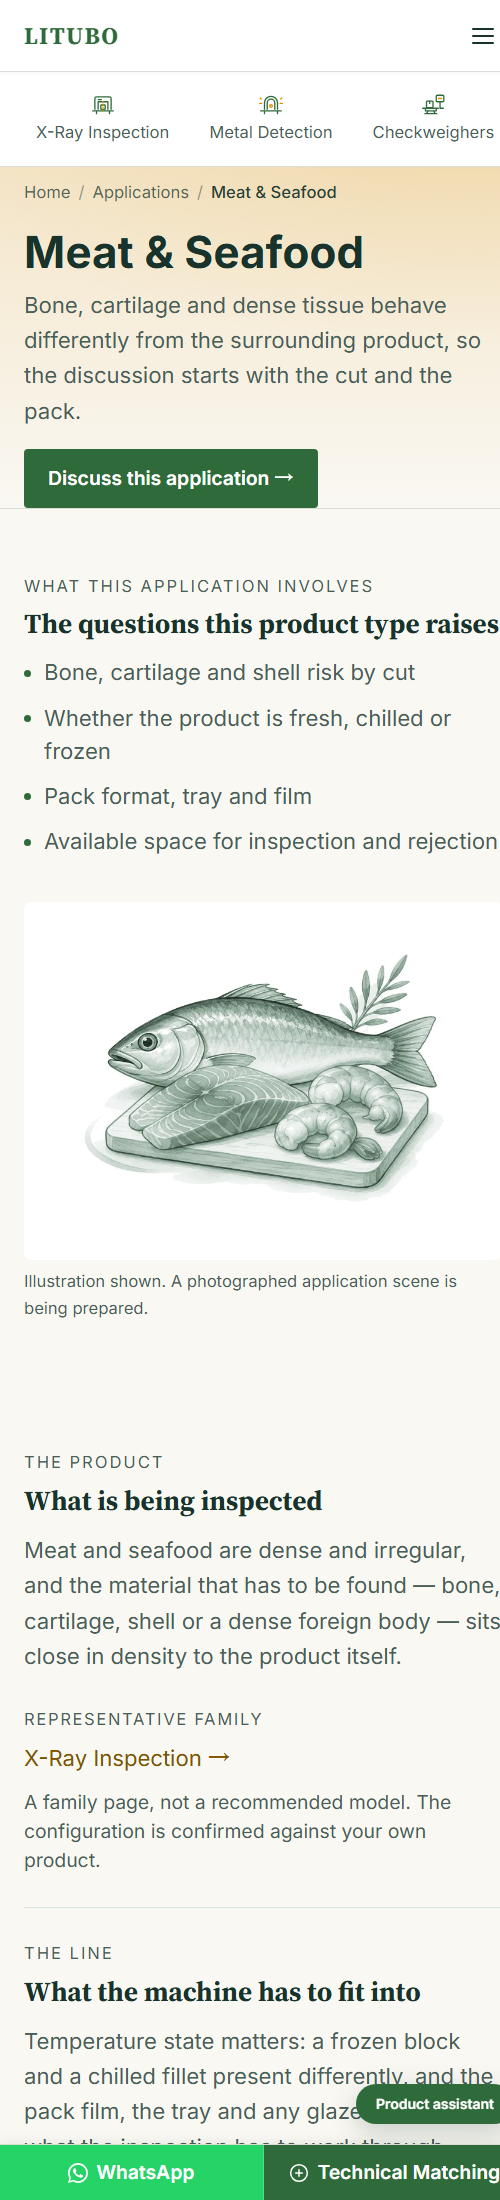 LITUBO
X-Ray Inspection
Metal Detection
Checkweighers
Home / Applications / Meat & Seafood
Meat & Seafood
Bone, cartilage and dense tissue behave
differently from the surrounding product, so
the discussion starts with the cut and the
pack.
Discuss this application →
WHAT THIS APPLICATION INVOLVES
The questions this product type raises
• Bone, cartilage and shell risk by cut
• Whether the product is fresh, chilled or
frozen
• Pack format, tray and film
• Available space for inspection and rejection
Illustration shown. A photographed application scene is
being prepared.
THE PRODUCT
What is being inspected
Meat and seafood are dense and irregular,
and the material that has to be found — bone,
cartilage, shell or a dense foreign body — sits
close in density to the product itself.
REPRESENTATIVE FAMILY
X-Ray Inspection →
A family page, not a recommended model. The
configuration is confirmed against your own
product.
THE LINE
What the machine has to fit into
Temperature state matters: a frozen block
and a chilled fillet present differently, and the
pack film, the tray and any glaze
Product assistant
what the inspection has to work through
WhatsApp
Technical Matching